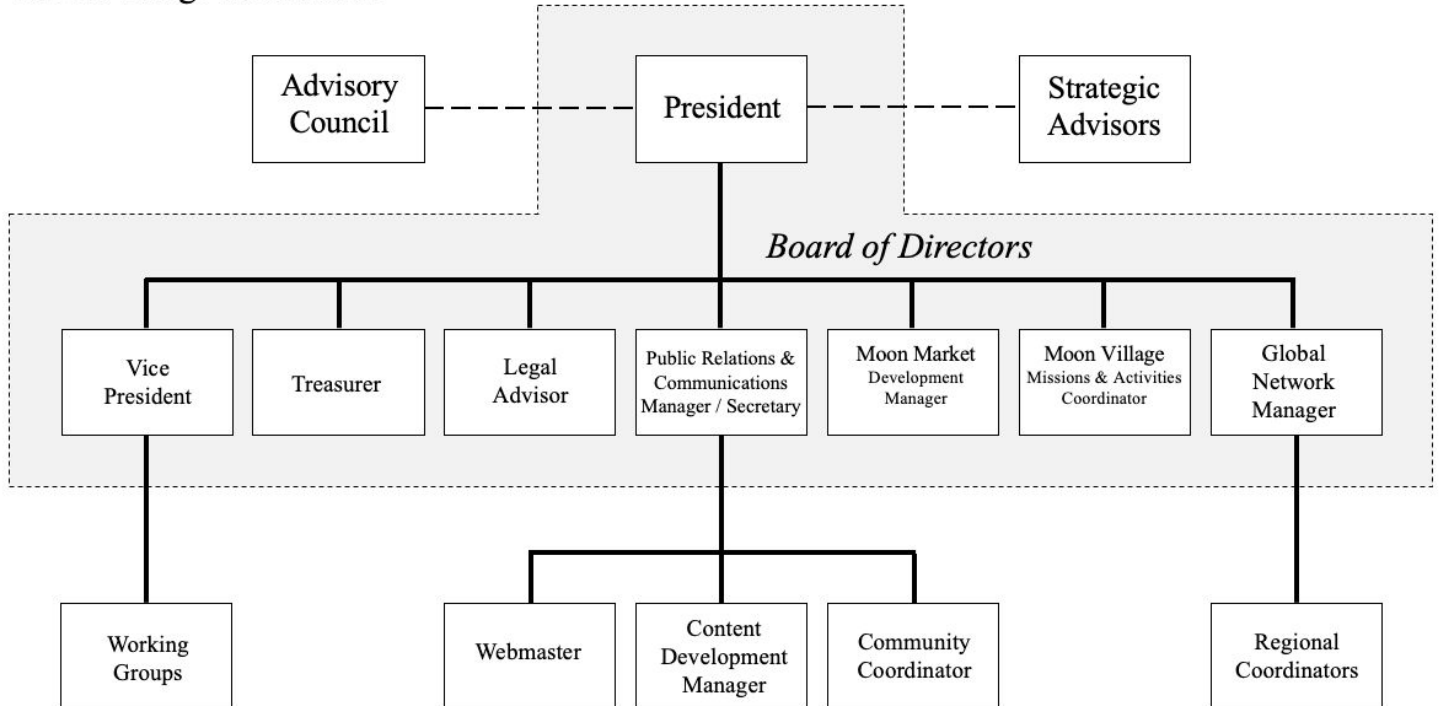 Advisory
Council
President
Strategic
Advisors
Board of Directors
Vice
President
Treasurer
Legal
Advisor
Public Relations &
Communications
Manager / Secretary
Moon Market
Development
Manager
Moon Village
Missions & Activities
Coordinator
Global
Network
Manager
Working
Groups
Webmaster
Content
Development
Manager
Community
Coordinator
Regional
Coordinators